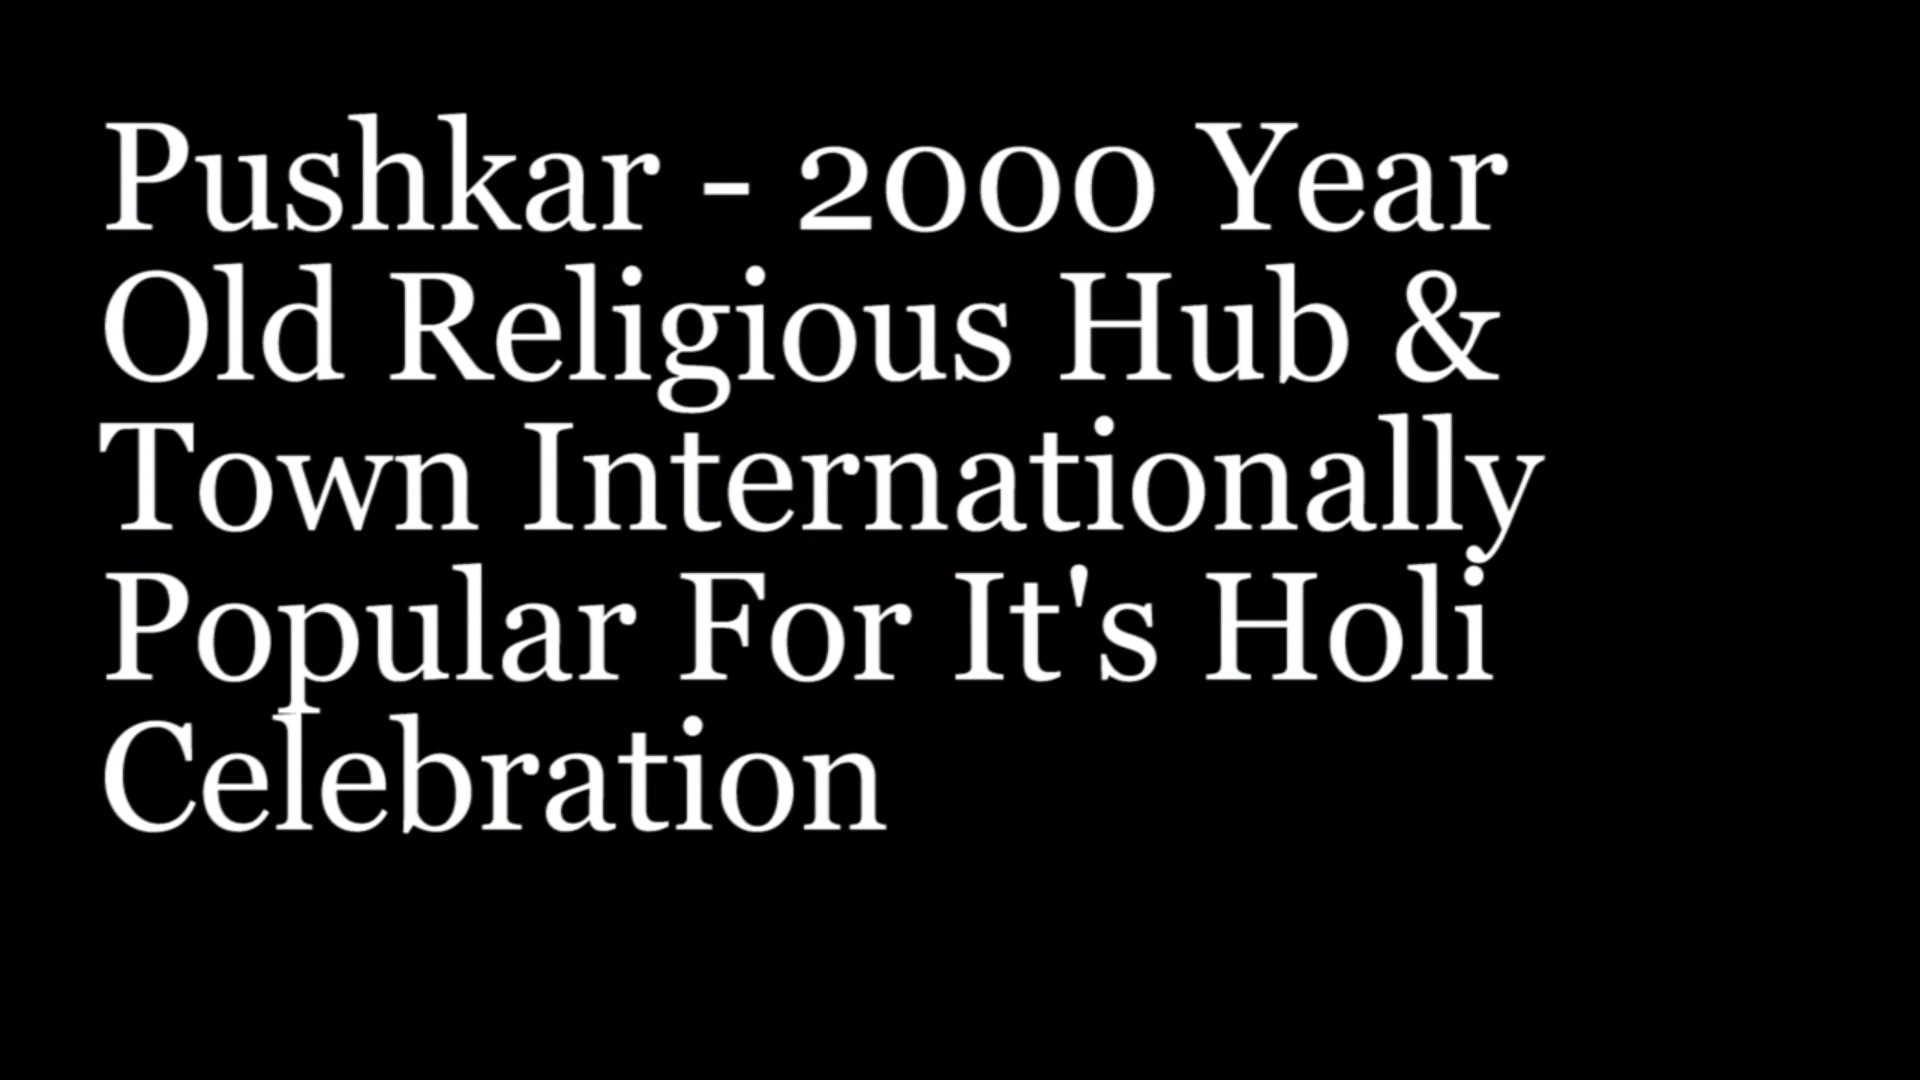 Pushkar - 2000 Year
Old Religious Hub &
Town Internationally
Popular For It's Holi
Celebration